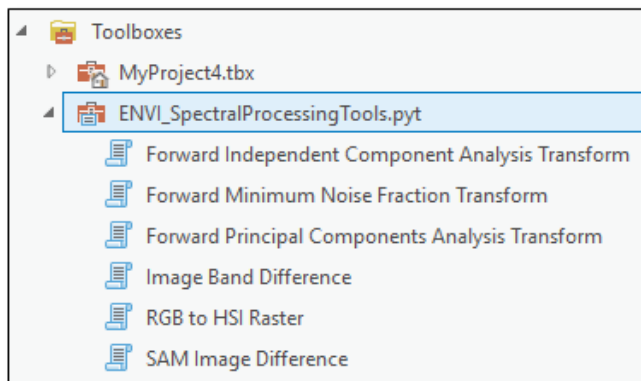 Toolboxes
MyProject4.tbx
ENVI_SpectralProcessingTools.pyt
Forward Independent Component Analysis Transform
Forward Minimum Noise Fraction Transform
Forward Principal Components Analysis Transform
Image Band Difference
RGB to HSI Raster
SAM Image Difference